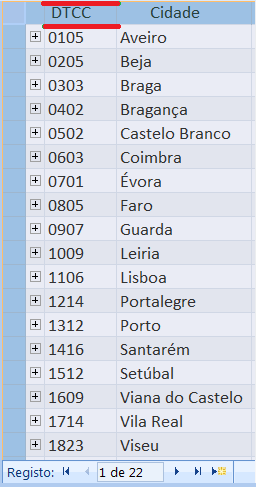 DTCC Cidade
0105 Aveiro
0205 Beja
0303 Braga
0402 Bragança
0502 Castelo Branco
0603 Coimbra
0701 Évora
0805 Faro
0907 Guarda
1009 Leiria
1106 Lisboa
1214 Portalegre
1312 Porto
1416 Santarém
1512 Setúbal
1609 Viana do Castelo
1714 Vila Real
1823 Viseu
Registo: 1 de 22